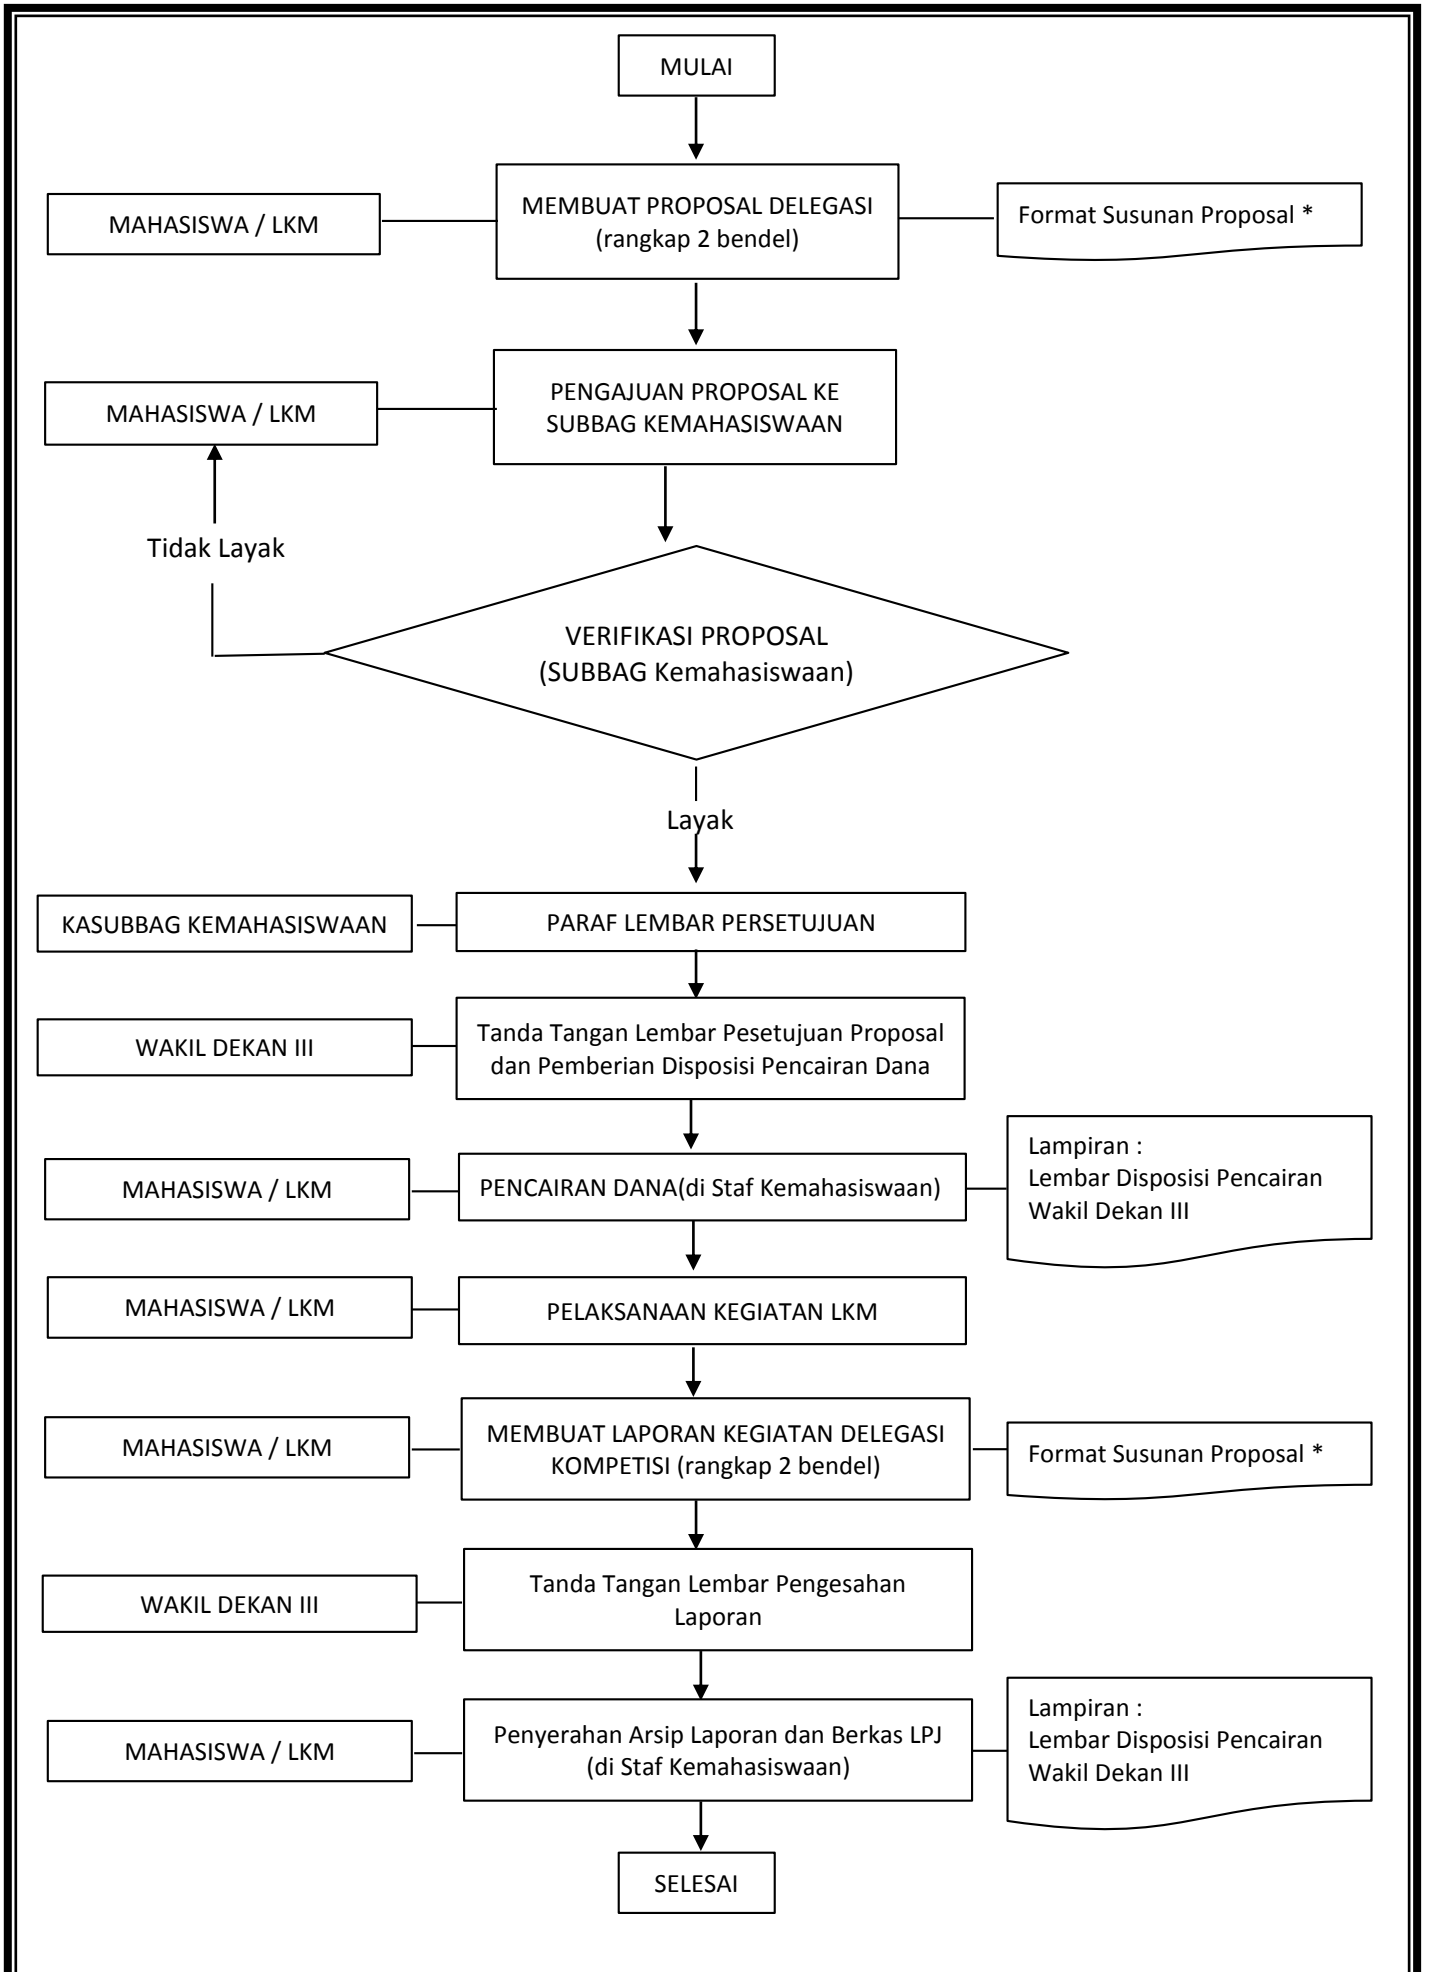 MULAI
MAHASISWA / LKM
MEMBUAT PROPOSAL DELEGASI
(rangkap 2 bendel)
Format Susunan Proposal *
MAHASISWA / LKM
PENGAJUAN PROPOSAL KE
SUBBAG KEMAHASISWAAN
Tidak Layak
VERIFIKASI PROPOSAL
(SUBBAG Kemahasiswaan)
Layak
KASUBBAG KEMAHASISWAAN
PARAF LEMBAR PERSETUJUAN
WAKIL DEKAN III
Tanda Tangan Lembar Pesetujuan Proposal
dan Pemberian Disposisi Pencairan Dana
MAHASISWA / LKM
PENCAIRAN DANA(di Staf Kemahasiswaan)
Lampiran :
Lembar Disposisi Pencairan
Wakil Dekan III
MAHASISWA / LKM
PELAKSANAAN KEGIATAN LKM
MAHASISWA / LKM
MEMBUAT LAPORAN KEGIATAN DELEGASI
KOMPETISI (rangkap 2 bendel)
Format Susunan Proposal *
WAKIL DEKAN III
Tanda Tangan Lembar Pengesahan
Laporan
MAHASISWA / LKM
Penyerahan Arsip Laporan dan Berkas LPJ
(di Staf Kemahasiswaan)
Lampiran :
Lembar Disposisi Pencairan
Wakil Dekan III
SELESAI